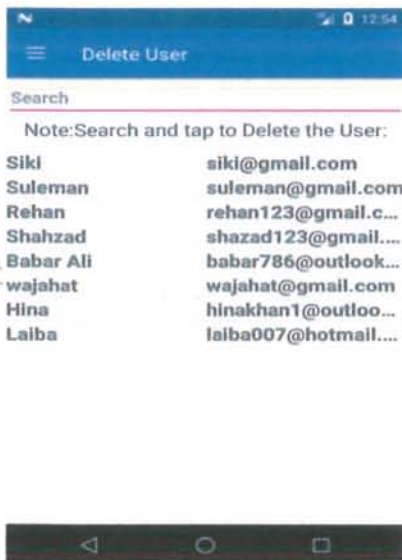 12:54
Delete User
Search
Note:Search and tap to Delete the User:
Siki siki@gmail.com
Suleman suleman@gmail.com
Rehan rehan123@gmail.c...
Shahzad shazad123@gmail....
Babar Ali babar786@outlook...
wajahat wajahat@gmail.com
Hina hinakhan1@outloo...
Laiba laiba007@hotmail....